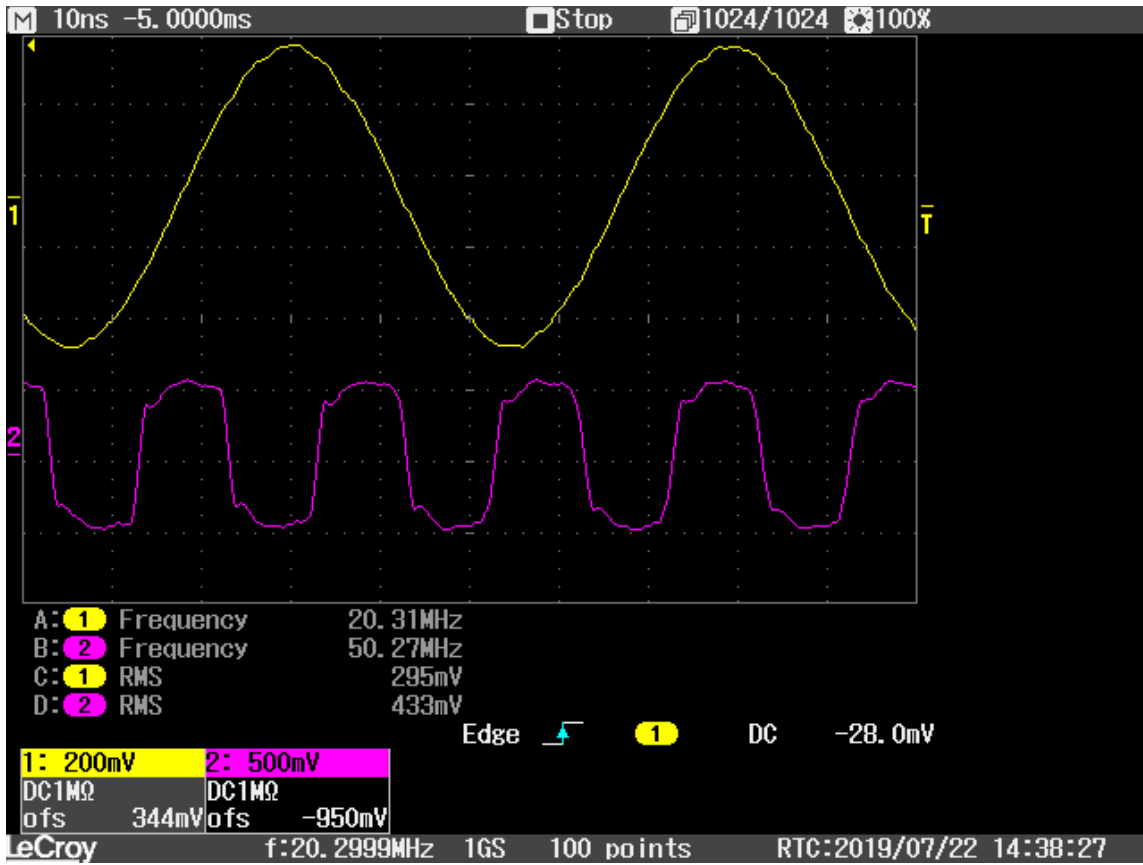 M 10ns -5.0000ms Stop 1024/1024 100%
1
T
2
A: 1 Frequency 20.31MHz
B: 2 Frequency 50.27MHz
C: 1 RMS 295mV
D: 2 RMS 433mV
Edge 1 DC -28.0mV
1: 200mV 2: 500mV
DC1MΩ DC1MΩ
ofs 344mV ofs -950mV
LeCroy f:20.2999MHz 1GS 100 points RTC:2019/07/22 14:38:27